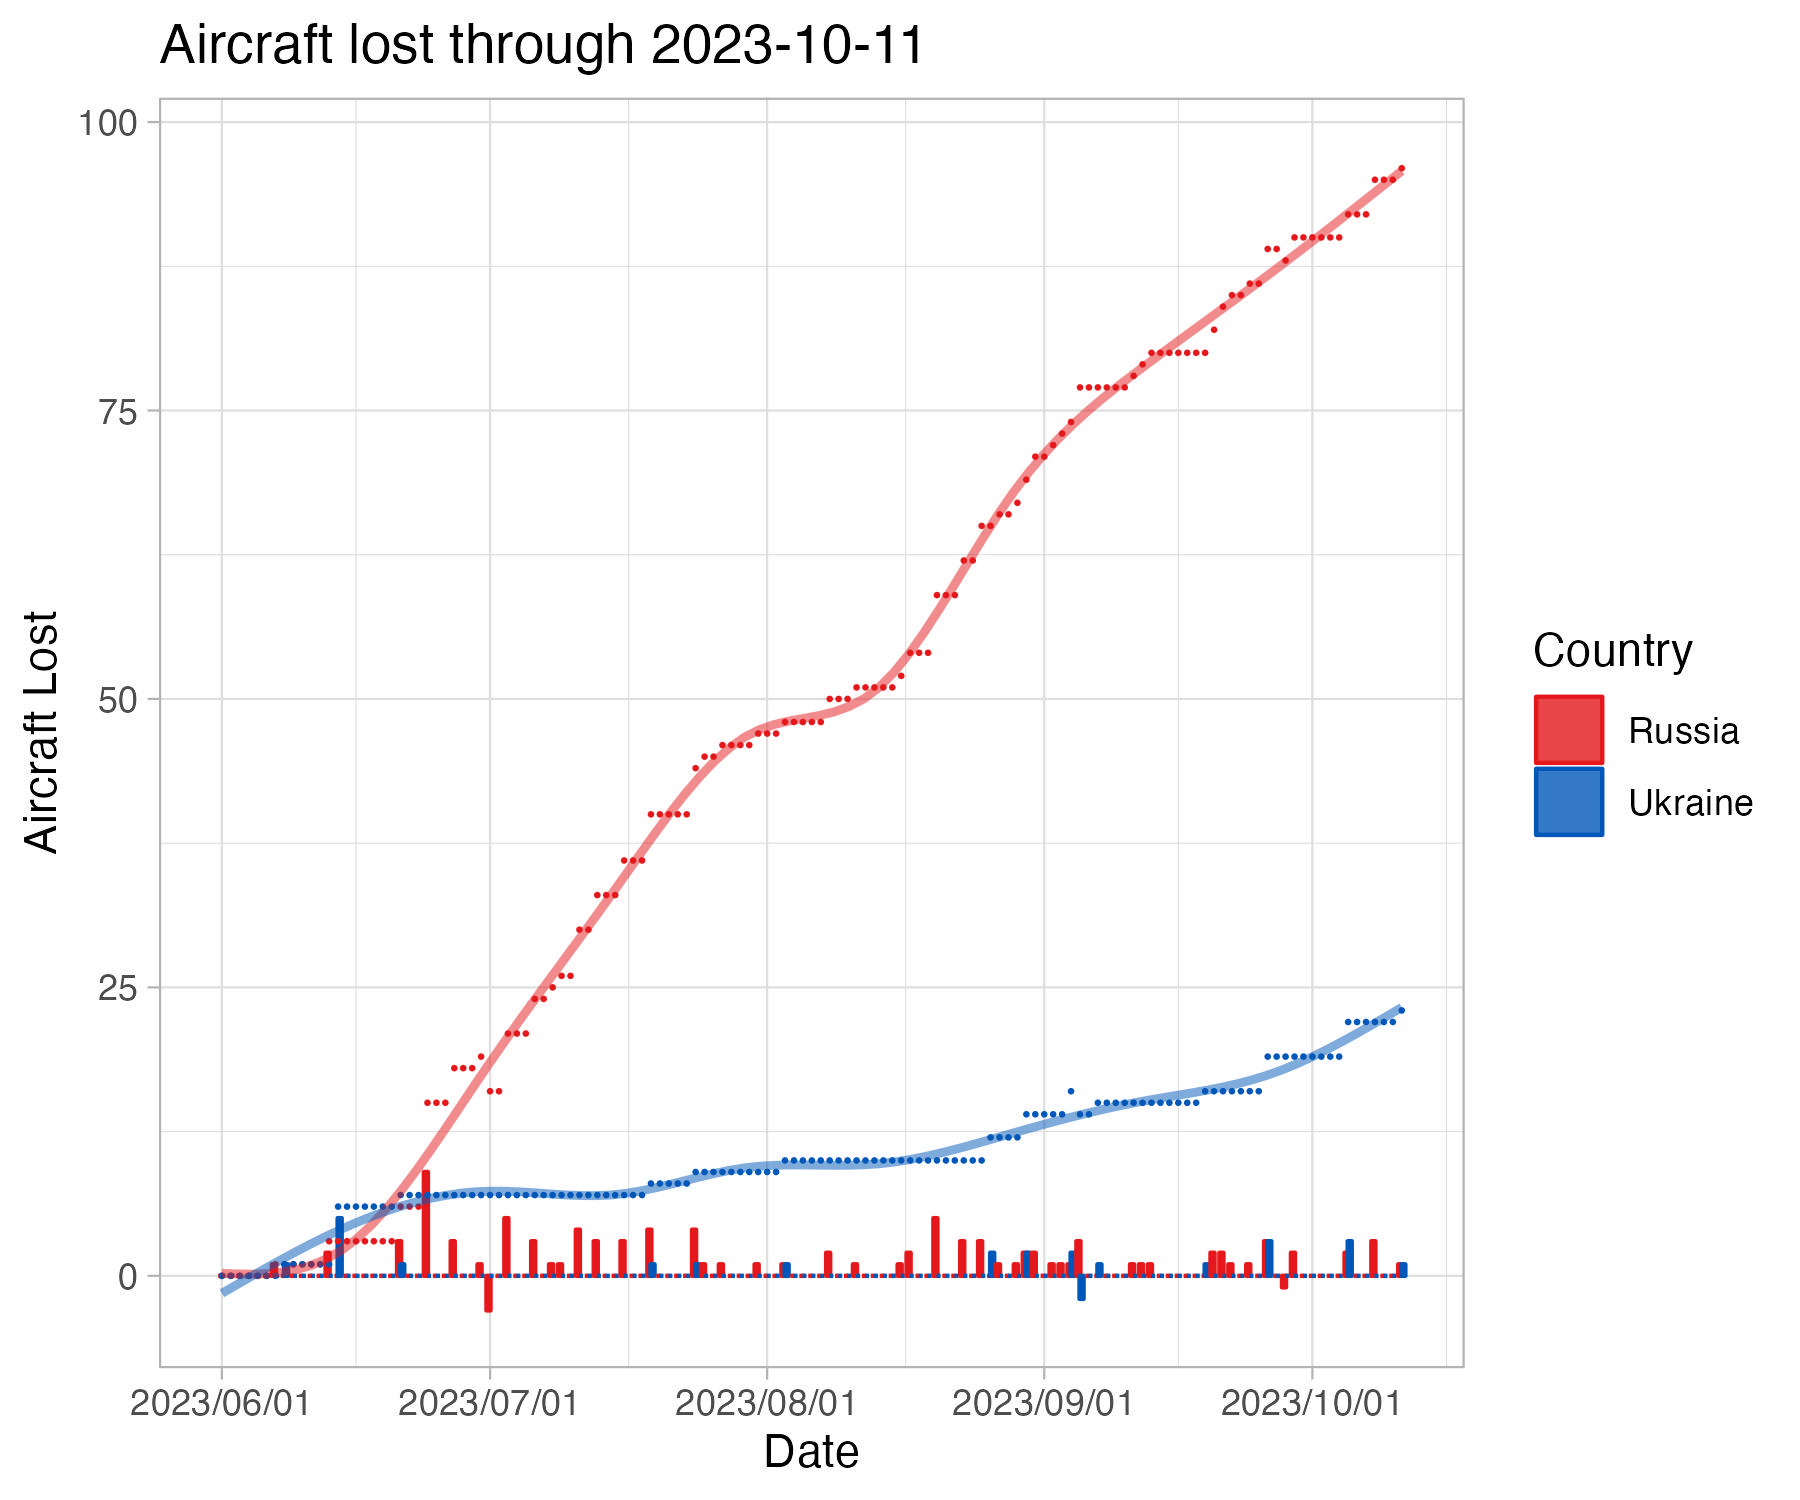 Aircraft lost through 2023-10-11
100
75
50
25
0
Aircraft Lost
2023/06/01 2023/07/01 2023/08/01 2023/09/01 2023/10/01
Date
Country
Russia
Ukraine